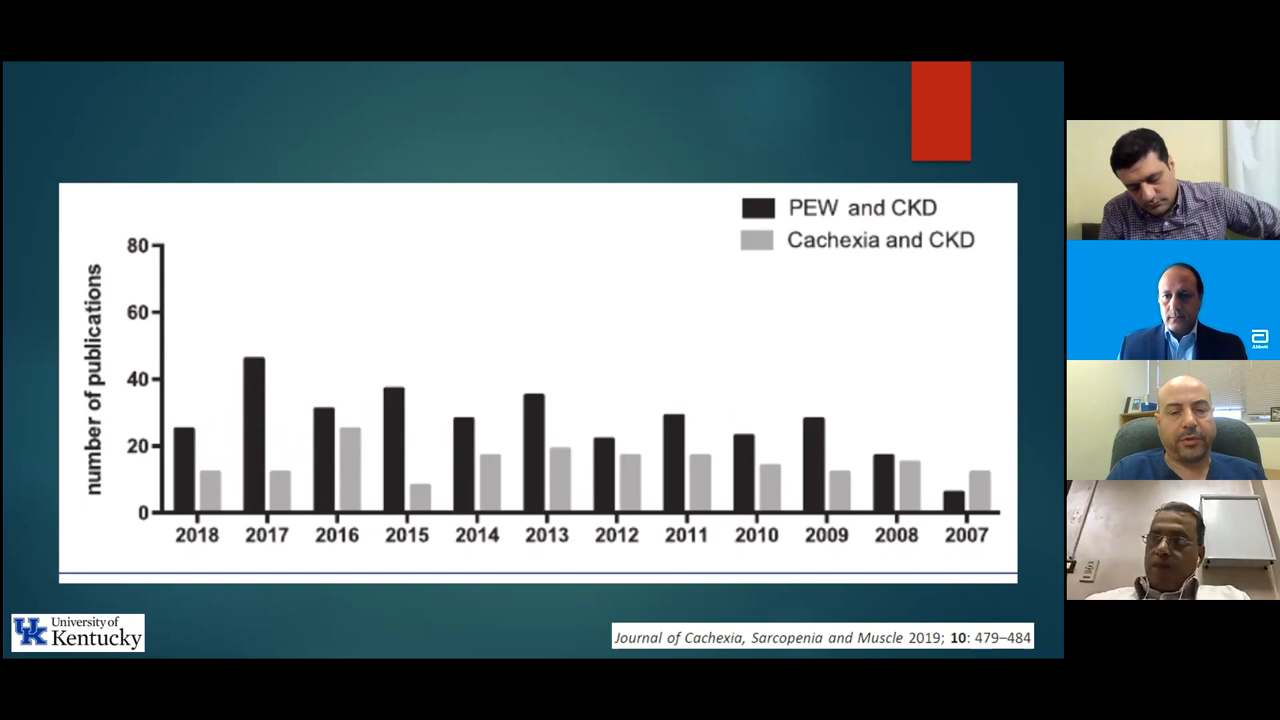 PEW and CKD
Cachexia and CKD
number of publications
80
60
40
20
0
2018 2017 2016 2015 2014 2013 2012 2011 2010 2009 2008 2007
UK
University of
Kentucky
Journal of Cachexia, Sarcopenia and Muscle 2019; 10: 479–484
Abbott